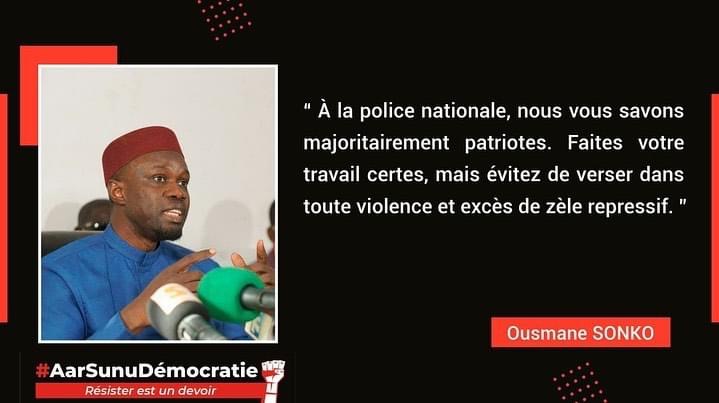 “ À la police nationale, nous vous savons
majoritairement patriotes. Faites votre
travail certes, mais évitez de verser dans
toute violence et excès de zèle repressif. ”
Ousmane SONKO
#AarSunuDémocratie
Résister est un devoir